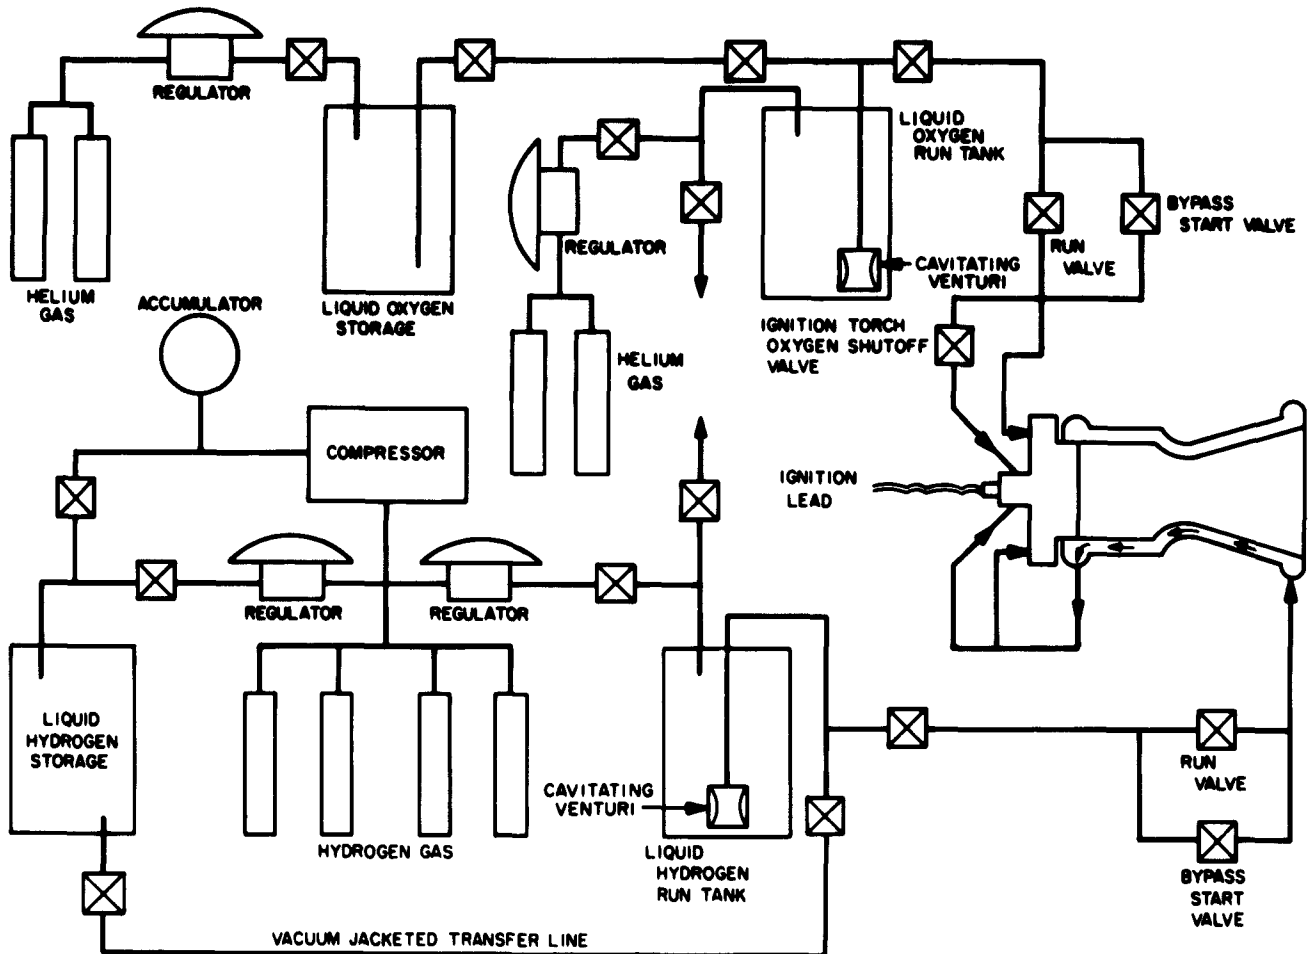 REGULATOR
HELIUM
GAS
LIQUID OXYGEN
STORAGE
REGULATOR
HELIUM
GAS
LIQUID
OXYGEN
RUN TANK
CAVITATING
VENTURI
RUN
VALVE
BYPASS
START VALVE
IGNITION TORCH
OXYGEN SHUTOFF
VALVE
ACCUMULATOR
COMPRESSOR
IGNITION
LEAD
REGULATOR
REGULATOR
LIQUID
HYDROGEN
STORAGE
HYDROGEN GAS
CAVITATING
VENTURI
LIQUID
HYDROGEN
RUN TANK
RUN
VALVE
BYPASS
START
VALVE
VACUUM JACKETED TRANSFER LINE